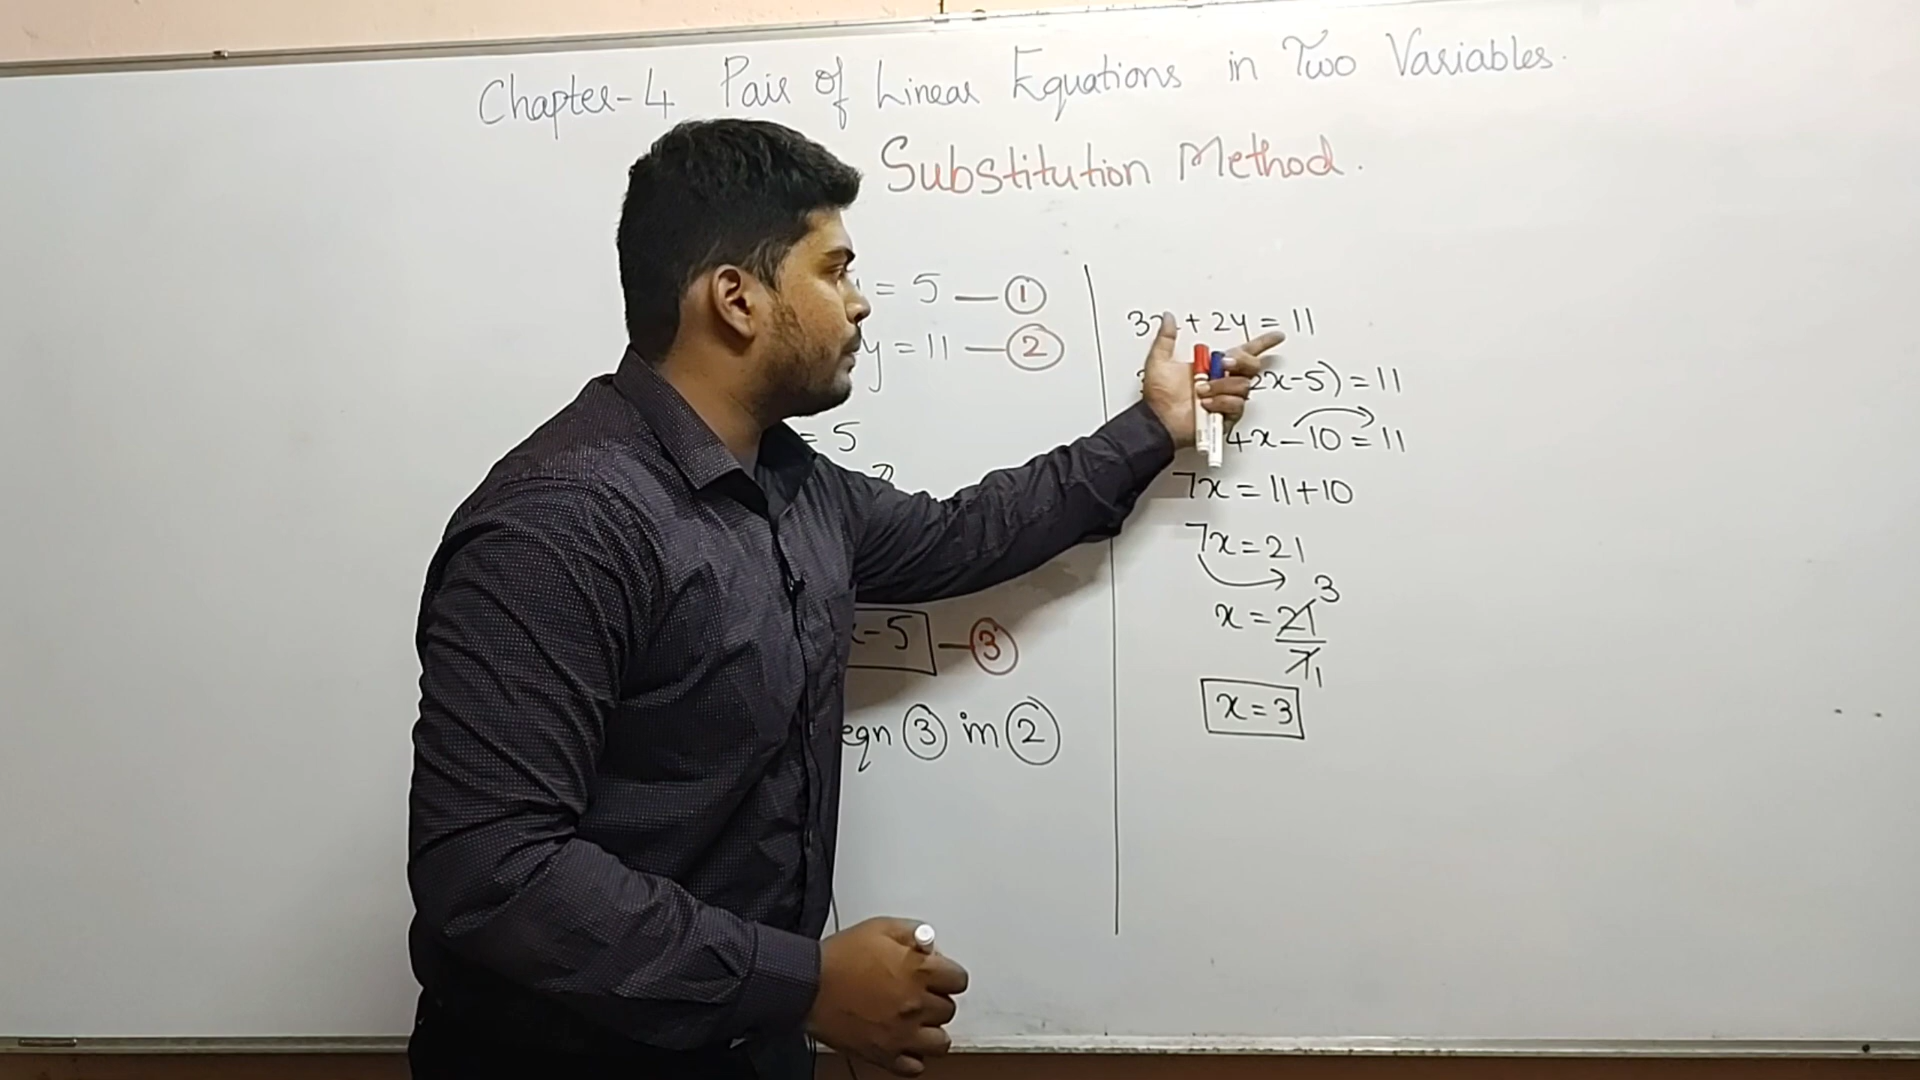 Chapter-4 Pair of Linear Equations in Two Variables.
Substitution Method.
= 5 — ①
y = 11 — ②
= 5
x-5 — ③
eqn ③ in ②
3x + 2y = 11
2x-5) = 11
4x - 10 = 11
7x = 11+10
7x = 21
x = 21/7 3 1
x = 3